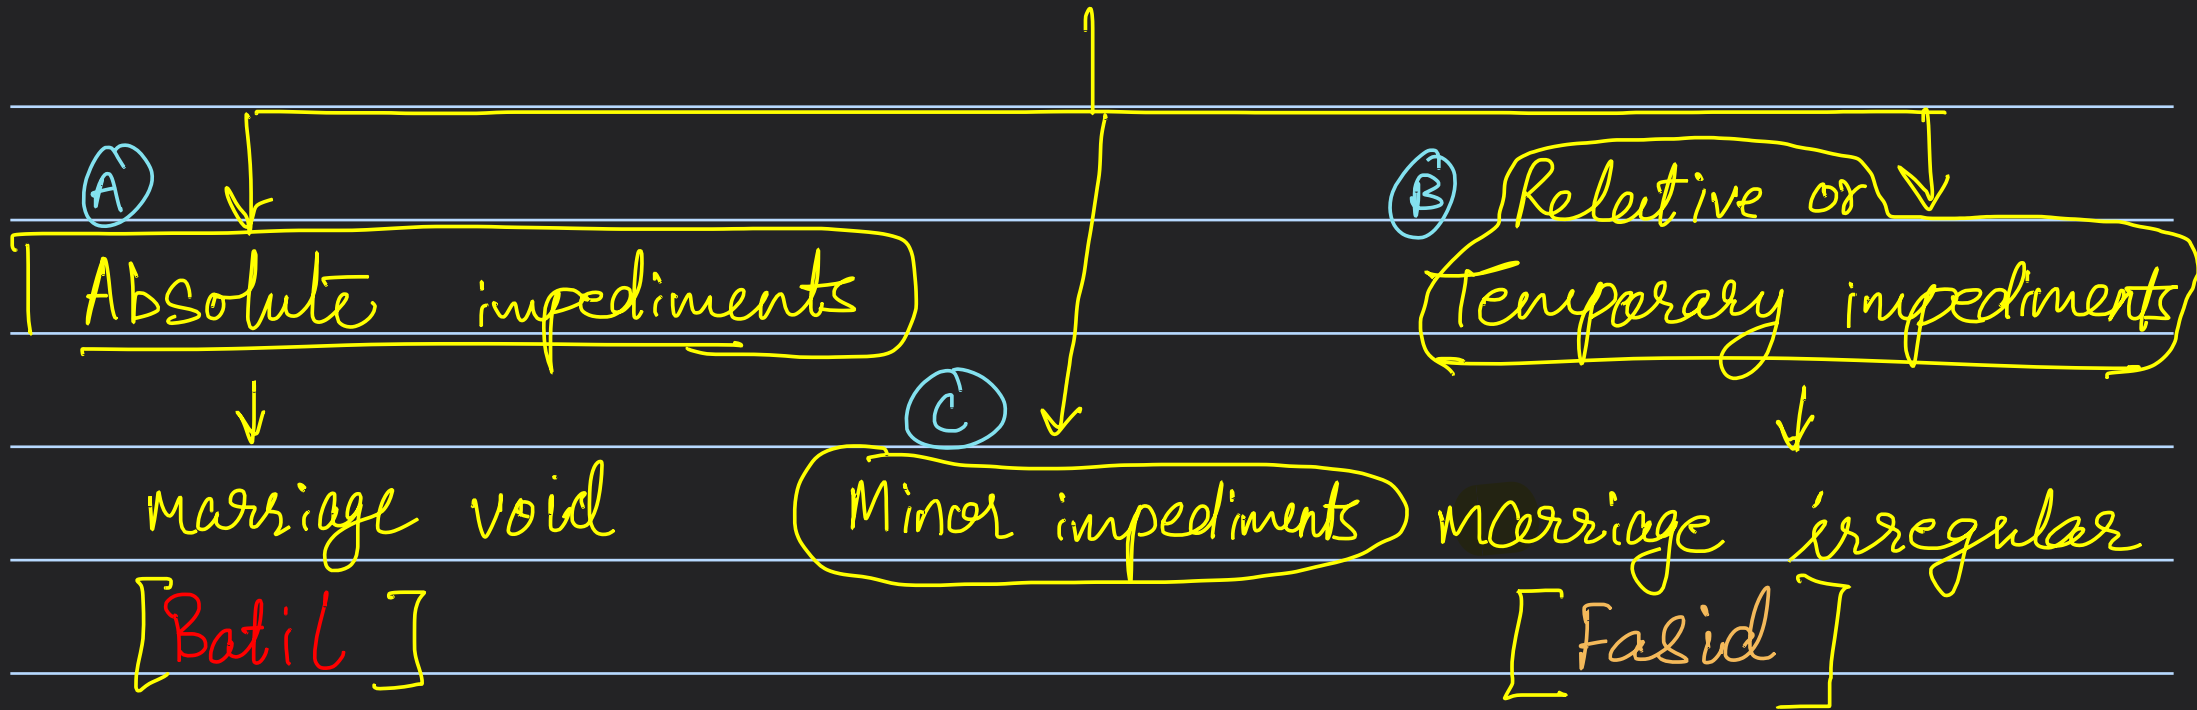 A
B
Relative or
Absolute impediments
Temporary impediments
C
marriage void
Minor impediments
marriage irregular
[Batil]
[Fasid]